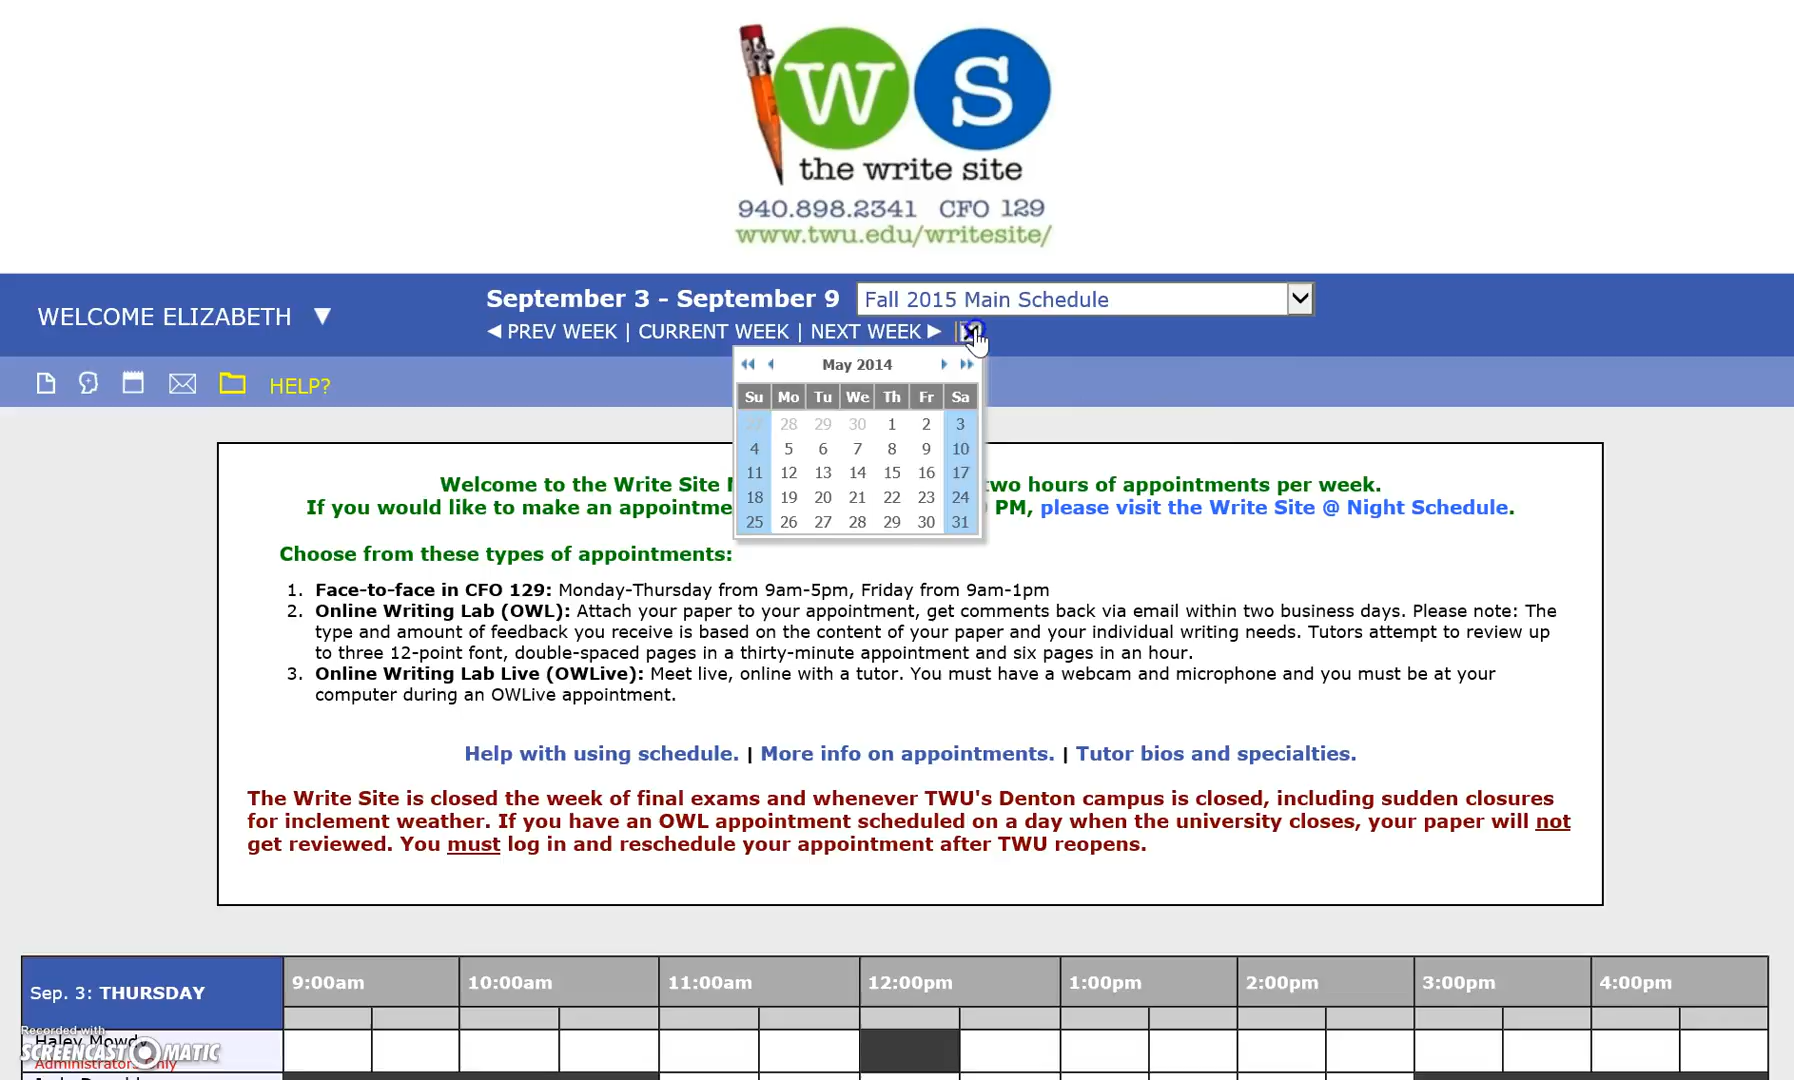 W S
the write site
940.898.2341 CFO 129
www.twu.edu/writesite/
WELCOME ELIZABETH ▼
September 3 - September 9
Fall 2015 Main Schedule
◀ PREV WEEK | CURRENT WEEK | NEXT WEEK ▶ |
HELP?
May 2014
Su Mo Tu We Th Fr Sa
27 28 29 30 1 2 3
4 5 6 7 8 9 10
11 12 13 14 15 16 17
18 19 20 21 22 23 24
25 26 27 28 29 30 31
Welcome to the Write Site two hours of appointments per week.
If you would like to make an PM, please visit the Write Site @ Night Schedule.
Choose from these types of appointments:
1. Face-to-face in CFO 129: Monday-Thursday from 9am-5pm, Friday from 9am-1pm
2. Online Writing Lab (OWL): Attach your paper to your appointment, get comments back via email within two business days. Please note: The
type and amount of feedback you receive is based on the content of your paper and your individual writing needs. Tutors attempt to review up
to three 12-point font, double-spaced pages in a thirty-minute appointment and six pages in an hour.
3. Online Writing Lab Live (OWLive): Meet live, online with a tutor. You must have a webcam and microphone and you must be at your
computer during an OWLive appointment.
Help with using schedule. | More info on appointments. | Tutor bios and specialties.
The Write Site is closed the week of final exams and whenever TWU's Denton campus is closed, including sudden closures
for inclement weather. If you have an OWL appointment scheduled on a day when the university closes, your paper will not
get reviewed. You must log in and reschedule your appointment after TWU reopens.
Sep. 3: THURSDAY 9:00am 10:00am 11:00am 12:00pm 1:00pm 2:00pm 3:00pm 4:00pm
Recorded with
Haley Mowdy
SCREENCAST-O-MATIC
Administrators Only